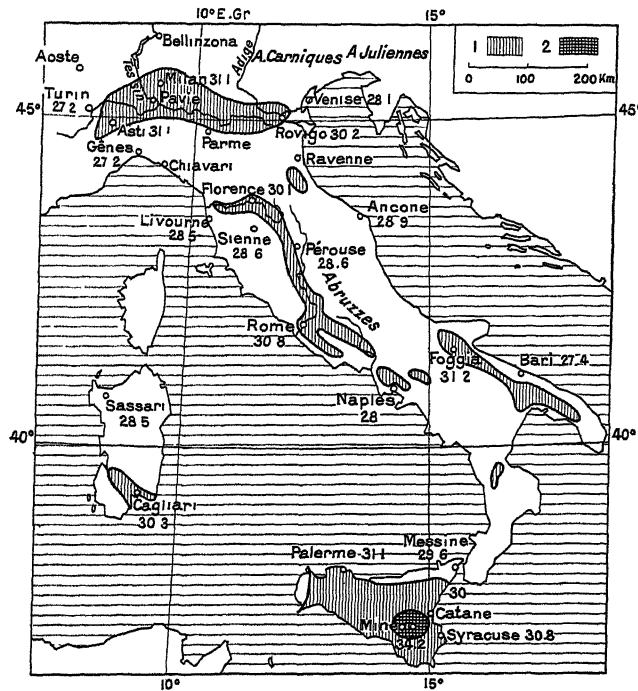 10°E.Gr
15°
Bellinzona
Aoste
Tessin
Adige
A.Carniques
A Juliennes
1
2
0 100 200 Km.
Milan 31 1
Pavie
Turin
27 2
45°
45°
Venise 28 1
Asti 31 1
Parme
Rovigo 30 2
Gênes
27 2
Chiavari
Ravenne
Florence 30 1
Livourne
28 5
Sienne
28 6
Ancone
28 9
Pérouse
28.6
Abruzzes
Rome
30 8
Foggia
31 2
Bari 27.4
Naples
28
Sassari
28 5
40°
40°
Cagliari
30 3
Messine
29 6
Palerme 31 1
30
Catane
Mineo
34.2
Syracuse 30.8
10°
15°